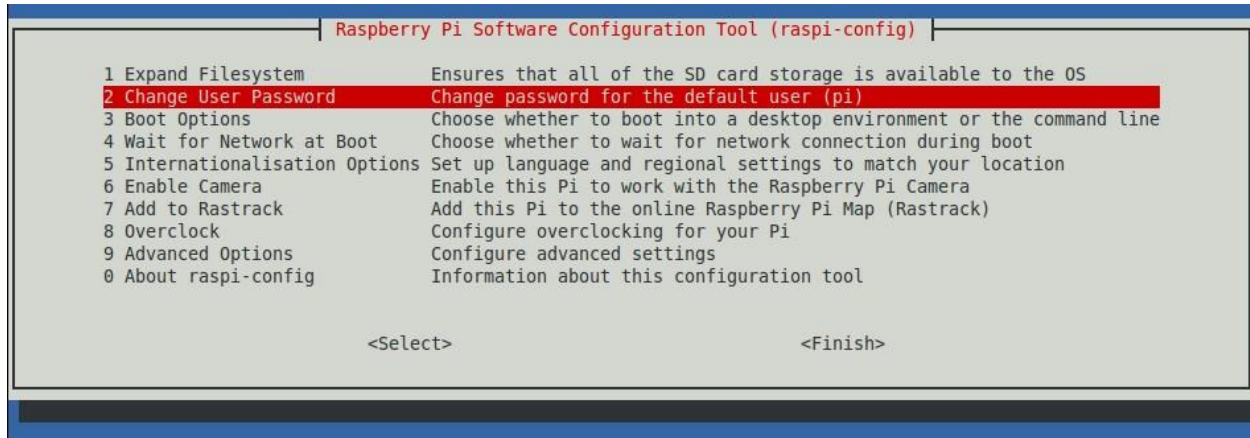 Raspberry Pi Software Configuration Tool (raspi-config)
1 Expand Filesystem Ensures that all of the SD card storage is available to the OS
2 Change User Password Change password for the default user (pi)
3 Boot Options Choose whether to boot into a desktop environment or the command line
4 Wait for Network at Boot Choose whether to wait for network connection during boot
5 Internationalisation Options Set up language and regional settings to match your location
6 Enable Camera Enable this Pi to work with the Raspberry Pi Camera
7 Add to Rastrack Add this Pi to the online Raspberry Pi Map (Rastrack)
8 Overclock Configure overclocking for your Pi
9 Advanced Options Configure advanced settings
0 About raspi-config Information about this configuration tool
<Select> <Finish>